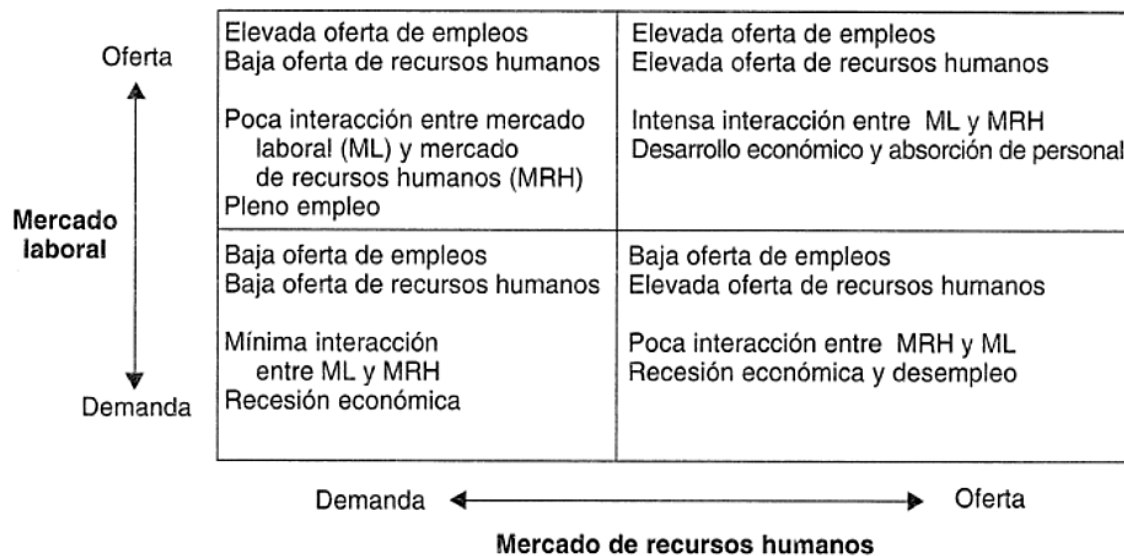 Oferta
Mercado
laboral
Demanda
Elevada oferta de empleos
Baja oferta de recursos humanos
Poca interacción entre mercado
laboral (ML) y mercado
de recursos humanos (MRH)
Pleno empleo
Elevada oferta de empleos
Elevada oferta de recursos humanos
Intensa interacción entre ML y MRH
Desarrollo económico y absorción de personal
Baja oferta de empleos
Baja oferta de recursos humanos
Mínima interacción
entre ML y MRH
Recesión económica
Baja oferta de empleos
Elevada oferta de recursos humanos
Poca interacción entre MRH y ML
Recesión económica y desempleo
Demanda
Oferta
Mercado de recursos humanos